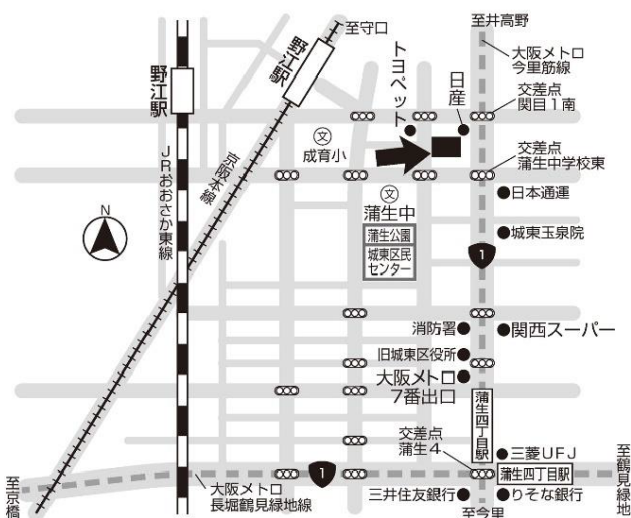 至守口
至井高野
野江駅
野江駅
トヨペット
日産
大阪メトロ
今里筋線
交差点
関目1南
文
成育小
交差点
蒲生中学校東
JRおおさか東線
京阪本線
文
蒲生中
日本通運
N
蒲生公園
城東区民
センター
城東玉泉院
1
消防署
関西スーパー
旧城東区役所
大阪メトロ
7番出口
蒲生四丁目駅
交差点
蒲生4
三菱UFJ
至鶴見緑地
1
蒲生四丁目駅
至京橋
大阪メトロ
長堀鶴見緑地線
三井住友銀行
りそな銀行
至今里